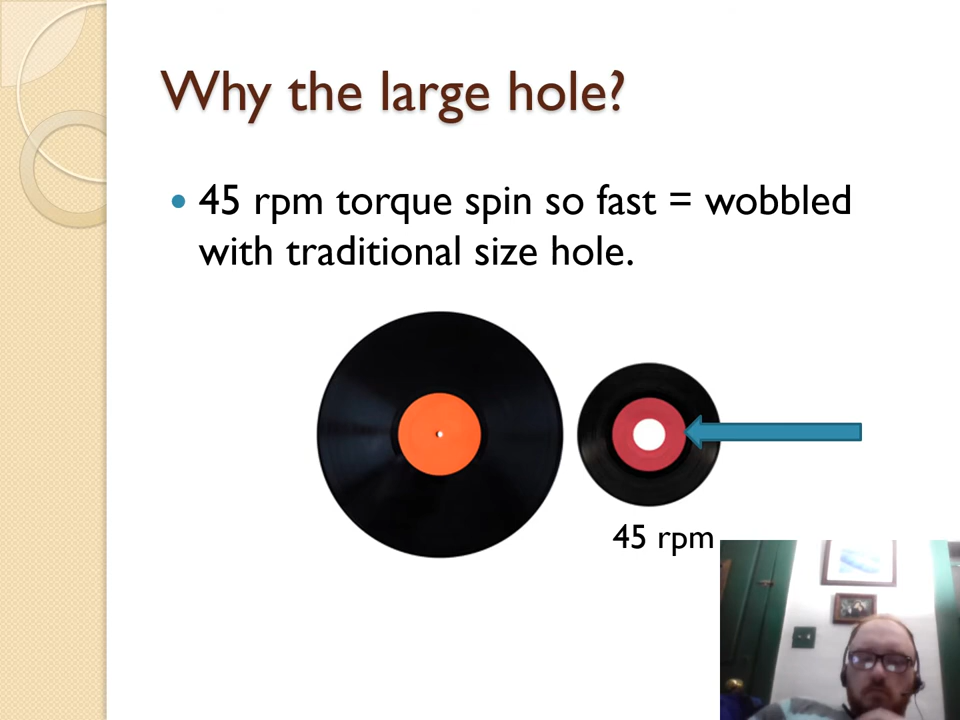 Why the large hole?
45 rpm torque spin so fast = wobbled
with traditional size hole.
45 rpm